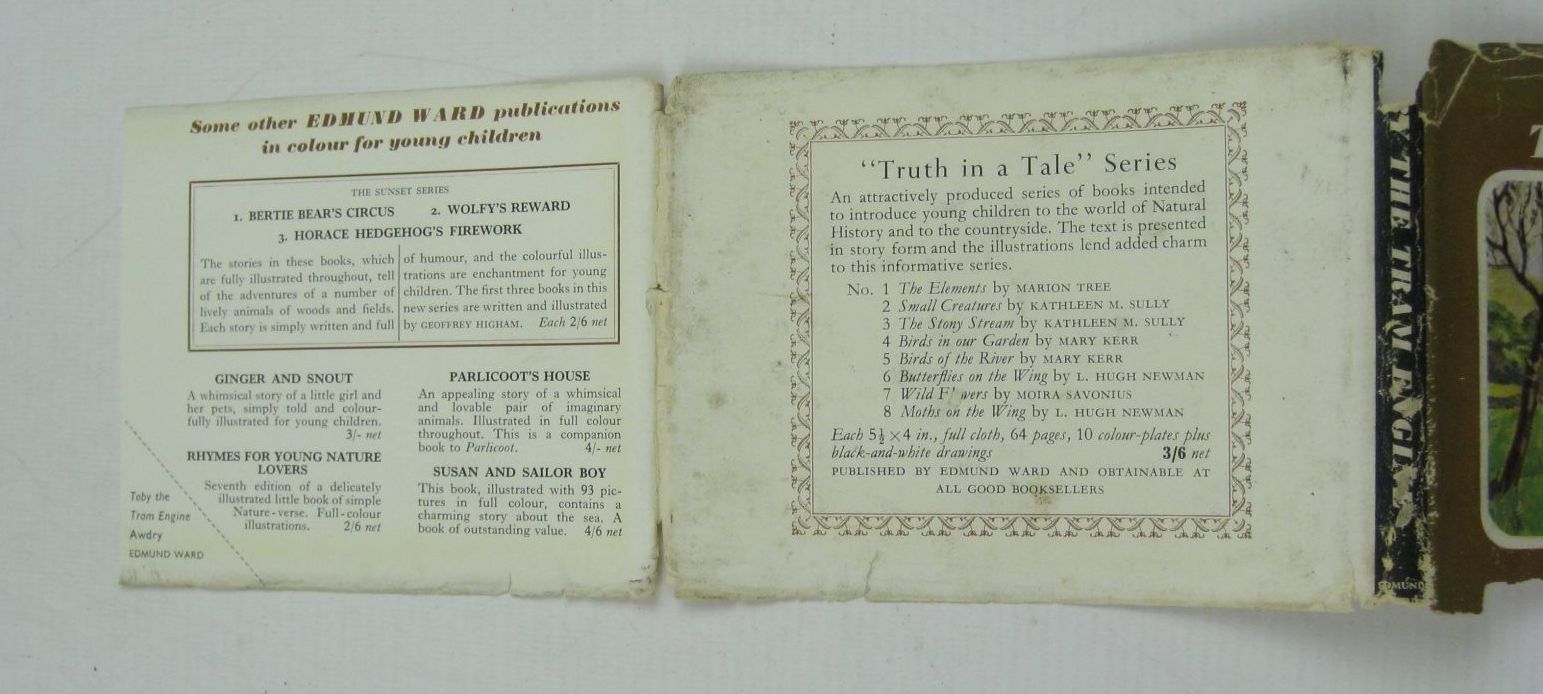 Some other EDMUND WARD publications
in colour for young children
THE SUNSET SERIES
1. BERTIE BEAR'S CIRCUS 2. WOLFY'S REWARD
3. HORACE HEDGEHOG'S FIREWORK
The stories in these books, which
are fully illustrated throughout, tell
of the adventures of a number of
lively animals of woods and fields.
Each story is simply written and full
of humour, and the colourful illus-
trations are enchantment for young
children. The first three books in this
new series are written and illustrated
by GEOFFREY HIGHAM. Each 2/6 net
GINGER AND SNOUT
A whimsical story of a little girl and
her pets, simply told and colour-
fully illustrated for young children.
3/- net
RHYMES FOR YOUNG NATURE
LOVERS
Seventh edition of a delicately
illustrated little book of simple
Nature-verse. Full-colour
illustrations. 2/6 net
PARLICOOT'S HOUSE
An appealing story of a whimsical
and lovable pair of imaginary
animals. Illustrated in full colour
throughout. This is a companion
book to Parlicoot. 4/- net
SUSAN AND SAILOR BOY
This book, illustrated with 93 pic-
tures in full colour, contains a
charming story about the sea. A
book of outstanding value. 4/6 net
Toby the
Tram Engine
Awdry
EDMUND WARD
"Truth in a Tale" Series
An attractively produced series of books intended
to introduce young children to the world of Natural
History and to the countryside. The text is presented
in story form and the illustrations lend added charm
to this informative series.
No. 1 The Elements by MARION TREE
2 Small Creatures by KATHLEEN M. SULLY
3 The Stony Stream by KATHLEEN M. SULLY
4 Birds in our Garden by MARY KERR
5 Birds of the River by MARY KERR
6 Butterflies on the Wing by L. HUGH NEWMAN
7 Wild Fl wers by MOIRA SAVONIUS
8 Moths on the Wing by L. HUGH NEWMAN
Each 5½ × 4 in., full cloth, 64 pages, 10 colour-plates plus
black-and-white drawings 3/6 net
PUBLISHED BY EDMUND WARD AND OBTAINABLE AT
ALL GOOD BOOKSELLERS
THE TRAM ENGI
EDMUND
T